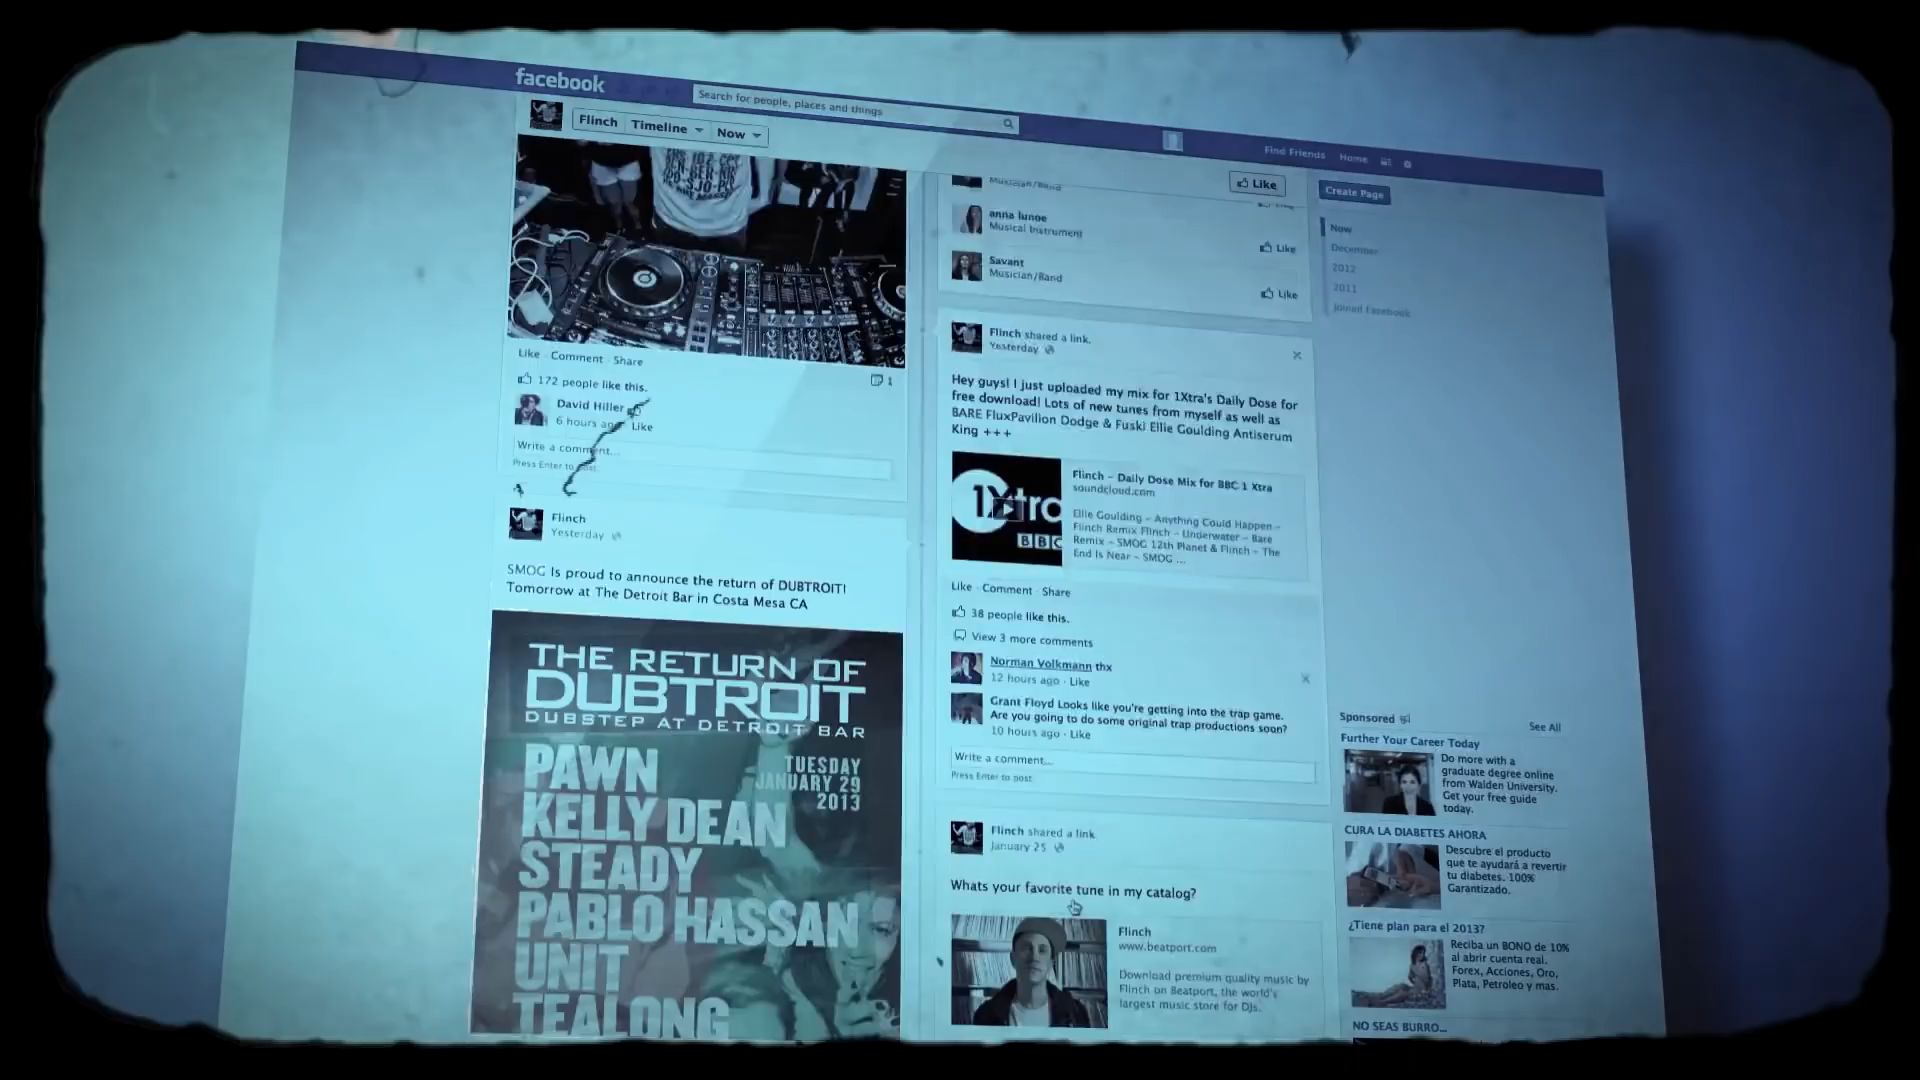 facebook
Search for people, places and things
Find Friends
Home
Flinch
Timeline
Now
Like
Create Page
Now
December
2012
2011
Joined Facebook
Like · Comment · Share
172 people like this.
1
David Hiller
6 hours ago · Like
Write a comment...
Press Enter to post.
Flinch
Yesterday
SMOG Is proud to announce the return of DUBTROIT!
Tomorrow at The Detroit Bar in Costa Mesa CA
THE RETURN OF
DUBTROIT
DUBSTEP AT DETROIT BAR
TUESDAY
JANUARY 29
2013
PAWN
KELLY DEAN
STEADY
PABLO HASSAN
UNIT
TEALONG
Musician/Band
anna lunoe
Musical Instrument
Like
Savant
Musician/Band
Like
Flinch shared a link.
Yesterday
Hey guys! I just uploaded my mix for 1Xtra's Daily Dose for
free download! Lots of new tunes from myself as well as
BARE FluxPavilion Dodge & Fuski Ellie Goulding Antiserum
King +++
1Xtra
BBC
Flinch – Daily Dose Mix for BBC 1 Xtra
soundcloud.com
Ellie Goulding – Anything Could Happen –
Flinch Remix Flinch – Underwater – Bare
Remix – SMOG 12th Planet & Flinch – The
End Is Near – SMOG ...
Like · Comment · Share
38 people like this.
View 3 more comments
Norman Volkmann thx
12 hours ago · Like
Grant Floyd Looks like you're getting into the trap game.
Are you going to do some original trap productions soon?
10 hours ago · Like
Write a comment...
Press Enter to post.
Flinch shared a link
January 25
Whats your favorite tune in my catalog?
Flinch
www.beatport.com
Download premium quality music by
Flinch on Beatport, the world's
largest music store for DJs.
Sponsored
See All
Further Your Career Today
Do more with a
graduate degree online
from Walden University.
Get your free guide
today.
CURA LA DIABETES AHORA
Descubre el producto
que te ayudará a revertir
tu diabetes. 100%
Garantizado.
¿Tiene plan para el 2013?
Reciba un BONO de 10%
al abrir cuenta real.
Forex, Acciones, Oro,
Plata, Petroleo y mas.
NO SEAS BURRO...